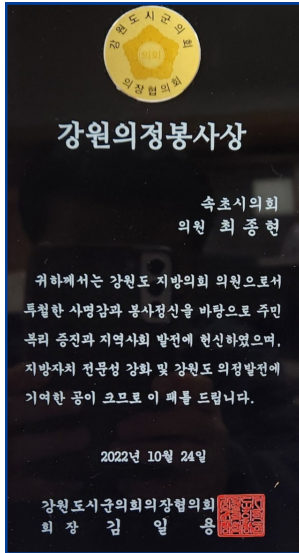 강원도시군의회
의회
의장협의회
강원의정봉사상
속초시의회
의원 최종현
귀하께서는 강원도 지방의회 의원으로서
투철한 사명감과 봉사정신을 바탕으로 주민
복리 증진과 지역사회 발전에 헌신하였으며,
지방자치 전문성 강화 및 강원도 의정발전에
기여한 공이 크므로 이 패를 드립니다.
2022년 10월 24일
강원도시군의회의장협의회
회 장 김 일 용